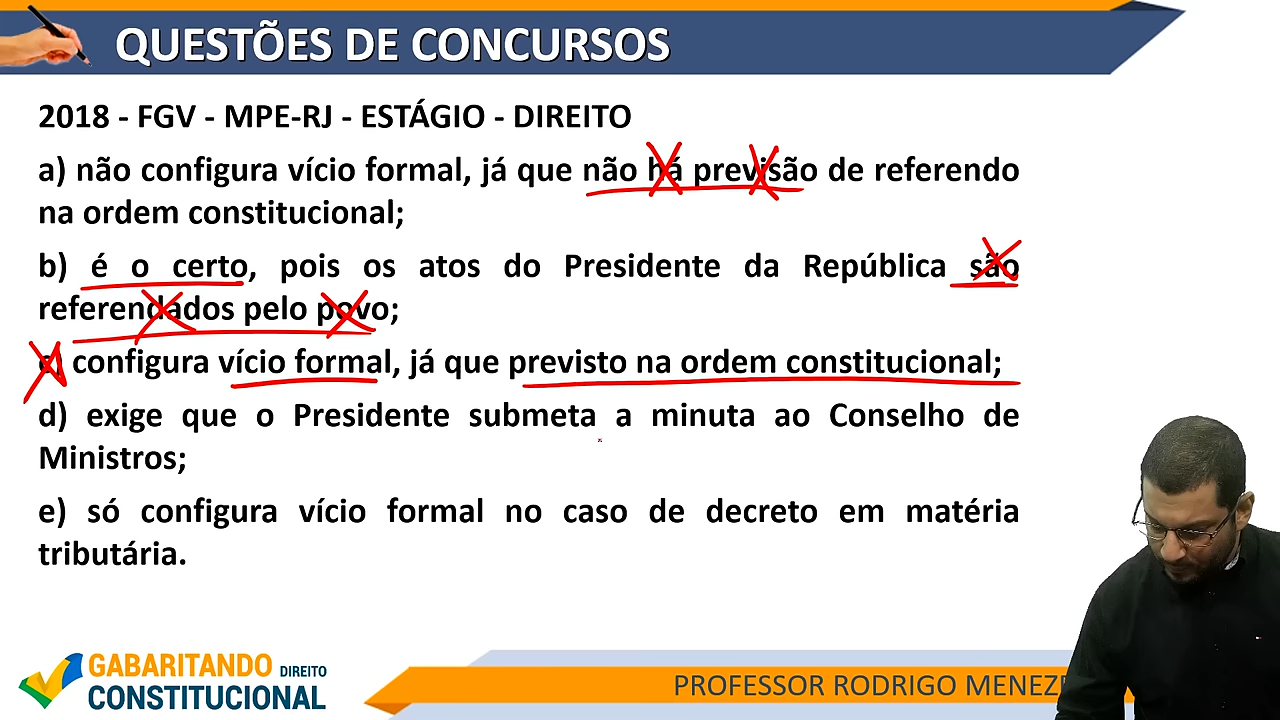 QUESTÕES DE CONCURSOS
2018 - FGV - MPE-RJ - ESTÁGIO - DIREITO
a) não configura vício formal, já que não há previsão de referendo
na ordem constitucional;
b) é o certo, pois os atos do Presidente da República são
referendados pelo povo;
c) configura vício formal, já que previsto na ordem constitucional;
d) exige que o Presidente submeta a minuta ao Conselho de
Ministros;
e) só configura vício formal no caso de decreto em matéria
tributária.
GABARITANDO DIREITO
CONSTITUCIONAL
PROFESSOR RODRIGO